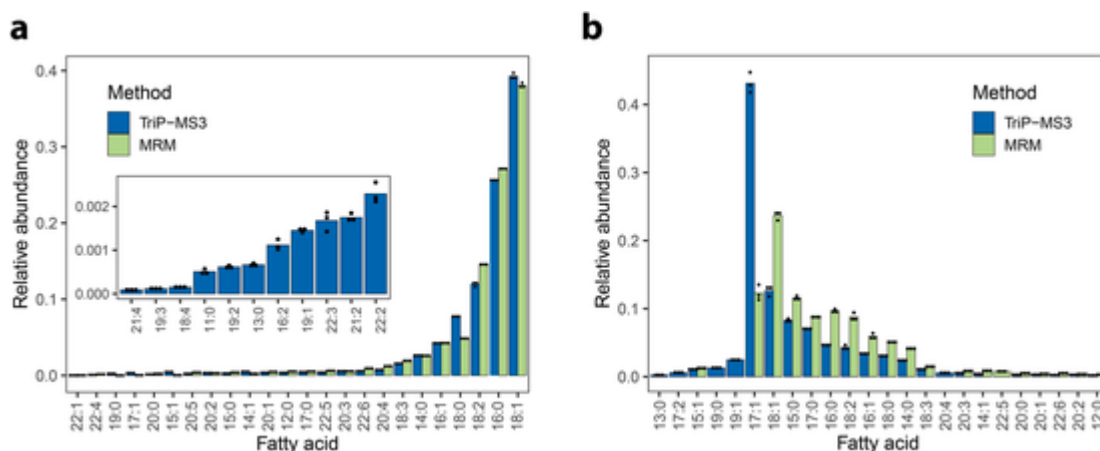 a
Method
TriP-MS3
MRM
Relative abundance
0.4
0.3
0.2
0.1
0.0
0.002
0.001
0.000
21:4 19:3 18:4 11:0 19:2 13:0 16:2 19:1 22:3 21:2 22:2
22:1 22:4 19:0 17:1 20:0 15:1 20:5 20:2 15:0 14:1 20:1 12:0 17:0 22:5 20:3 22:6 20:4 18:3 14:0 16:1 18:0 18:2 16:0 18:1
Fatty acid
b
Method
TriP-MS3
MRM
Relative abundance
0.4
0.3
0.2
0.1
0.0
13:0 17:2 15:1 19:0 19:1 17:1 18:1 15:0 17:0 16:0 18:2 16:1 18:0 14:0 18:3 20:4 20:3 14:1 22:5 20:0 20:1 22:6 20:2 12:0
Fatty acid